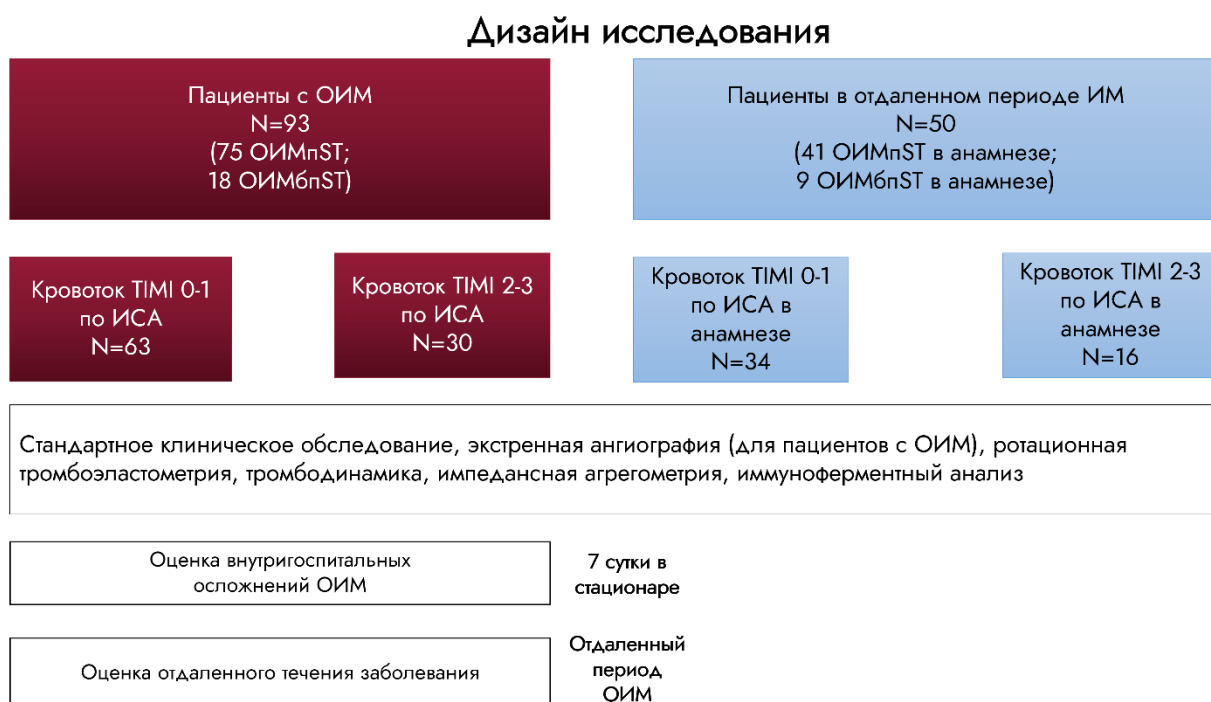 Дизайн исследования
Пациенты с ОИМ
N=93
(75 ОИМпST;
18 ОИМбпST)
Пациенты в отдаленном периоде ИМ
N=50
(41 ОИМпST в анамнезе;
9 ОИМбпST в анамнезе)
Кровоток TIMI 0-1
по ИСА
N=63
Кровоток TIMI 2-3
по ИСА
N=30
Кровоток TIMI 0-1
по ИСА в
анамнезе
N=34
Кровоток TIMI 2-3
по ИСА в
анамнезе
N=16
Стандартное клиническое обследование, экстренная ангиография (для пациентов с ОИМ), ротационная
тромбоэластометрия, тромбодинамика, импедансная агрегометрия, иммуноферментный анализ
Оценка внутригоспитальных
осложнений ОИМ
7 сутки в
стационаре
Оценка отдаленного течения заболевания
Отдаленный
период
ОИМ